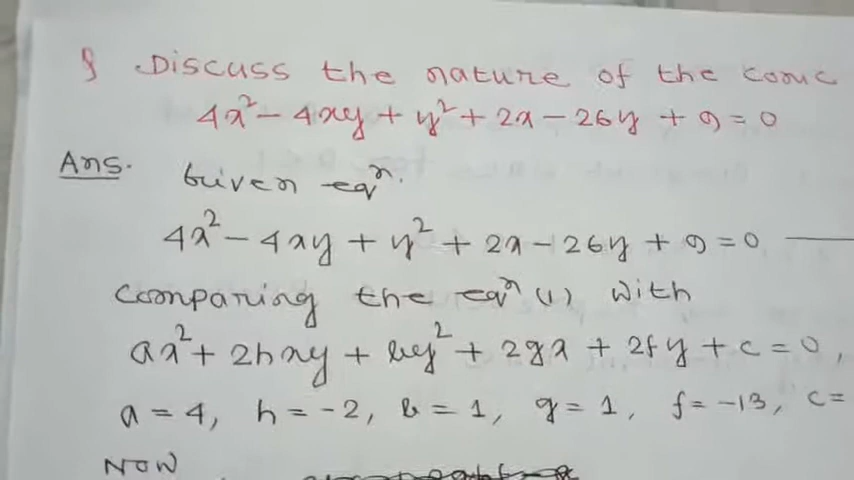 § Discuss the nature of the conic
4x² - 4xy + y² + 2x - 26y + 9 = 0
Ans. Given eqⁿ.
4x² - 4xy + y² + 2x - 26y + 9 = 0 —
Comparing the eqⁿ (1) with
ax² + 2hxy + by² + 2gx + 2fy + c = 0,
a = 4, h = -2, b = 1, g = 1, f = -13, c =
Now